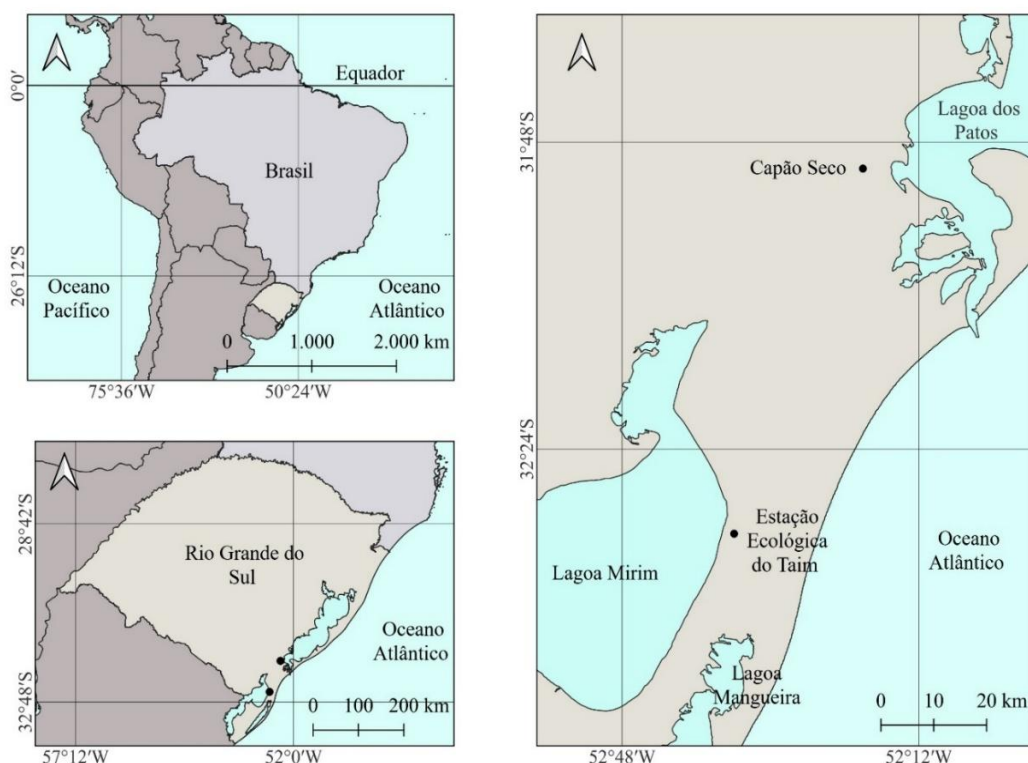 Equador
0°0′
Brasil
26°12′S
Oceano
Pacífico
Oceano
Atlântico
0 1.000 2.000 km
75°36′W 50°24′W
28°42′S
Rio Grande do
Sul
Oceano
Atlântico
32°48′S
0 100 200 km
57°12′W 52°0′W
Lagoa dos
Patos
31°48′S
Capão Seco
32°24′S
Estação
Ecológica
do Taim
Lagoa Mirim
Oceano
Atlântico
Lagoa
Mangueira
0 10 20 km
52°48′W 52°12′W